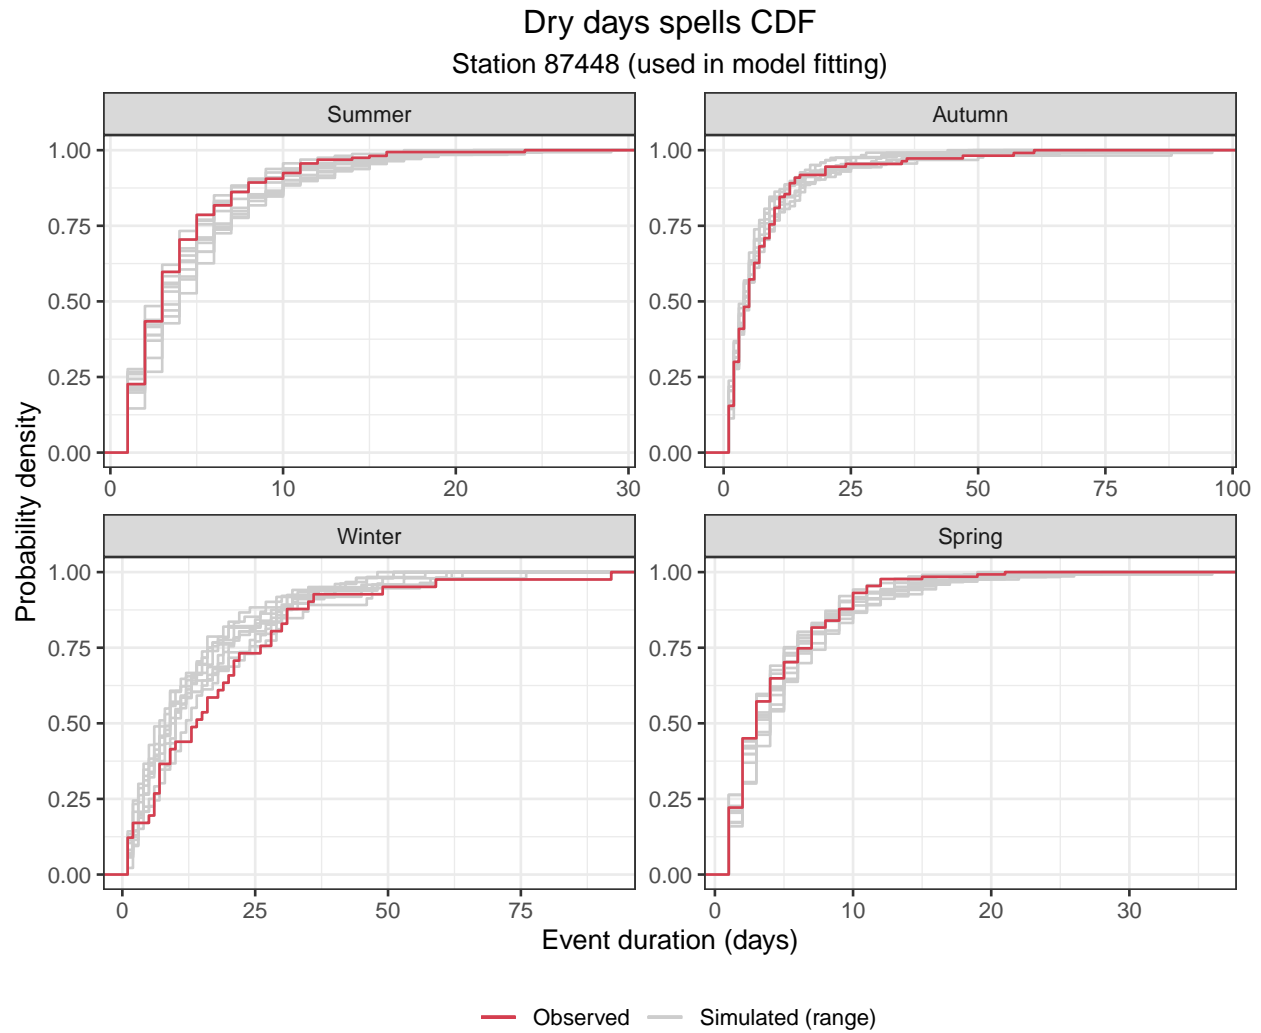 Dry days spells CDF
Station 87448 (used in model fitting)
Summer
Autumn
1.00
0.75
0.50
0.25
0.00
0 10 20 30
1.00
0.75
0.50
0.25
0.00
0 25 50 75 100
Probability density
Winter
Spring
1.00
0.75
0.50
0.25
0.00
0 25 50 75
1.00
0.75
0.50
0.25
0.00
0 10 20 30
Event duration (days)
Observed Simulated (range)